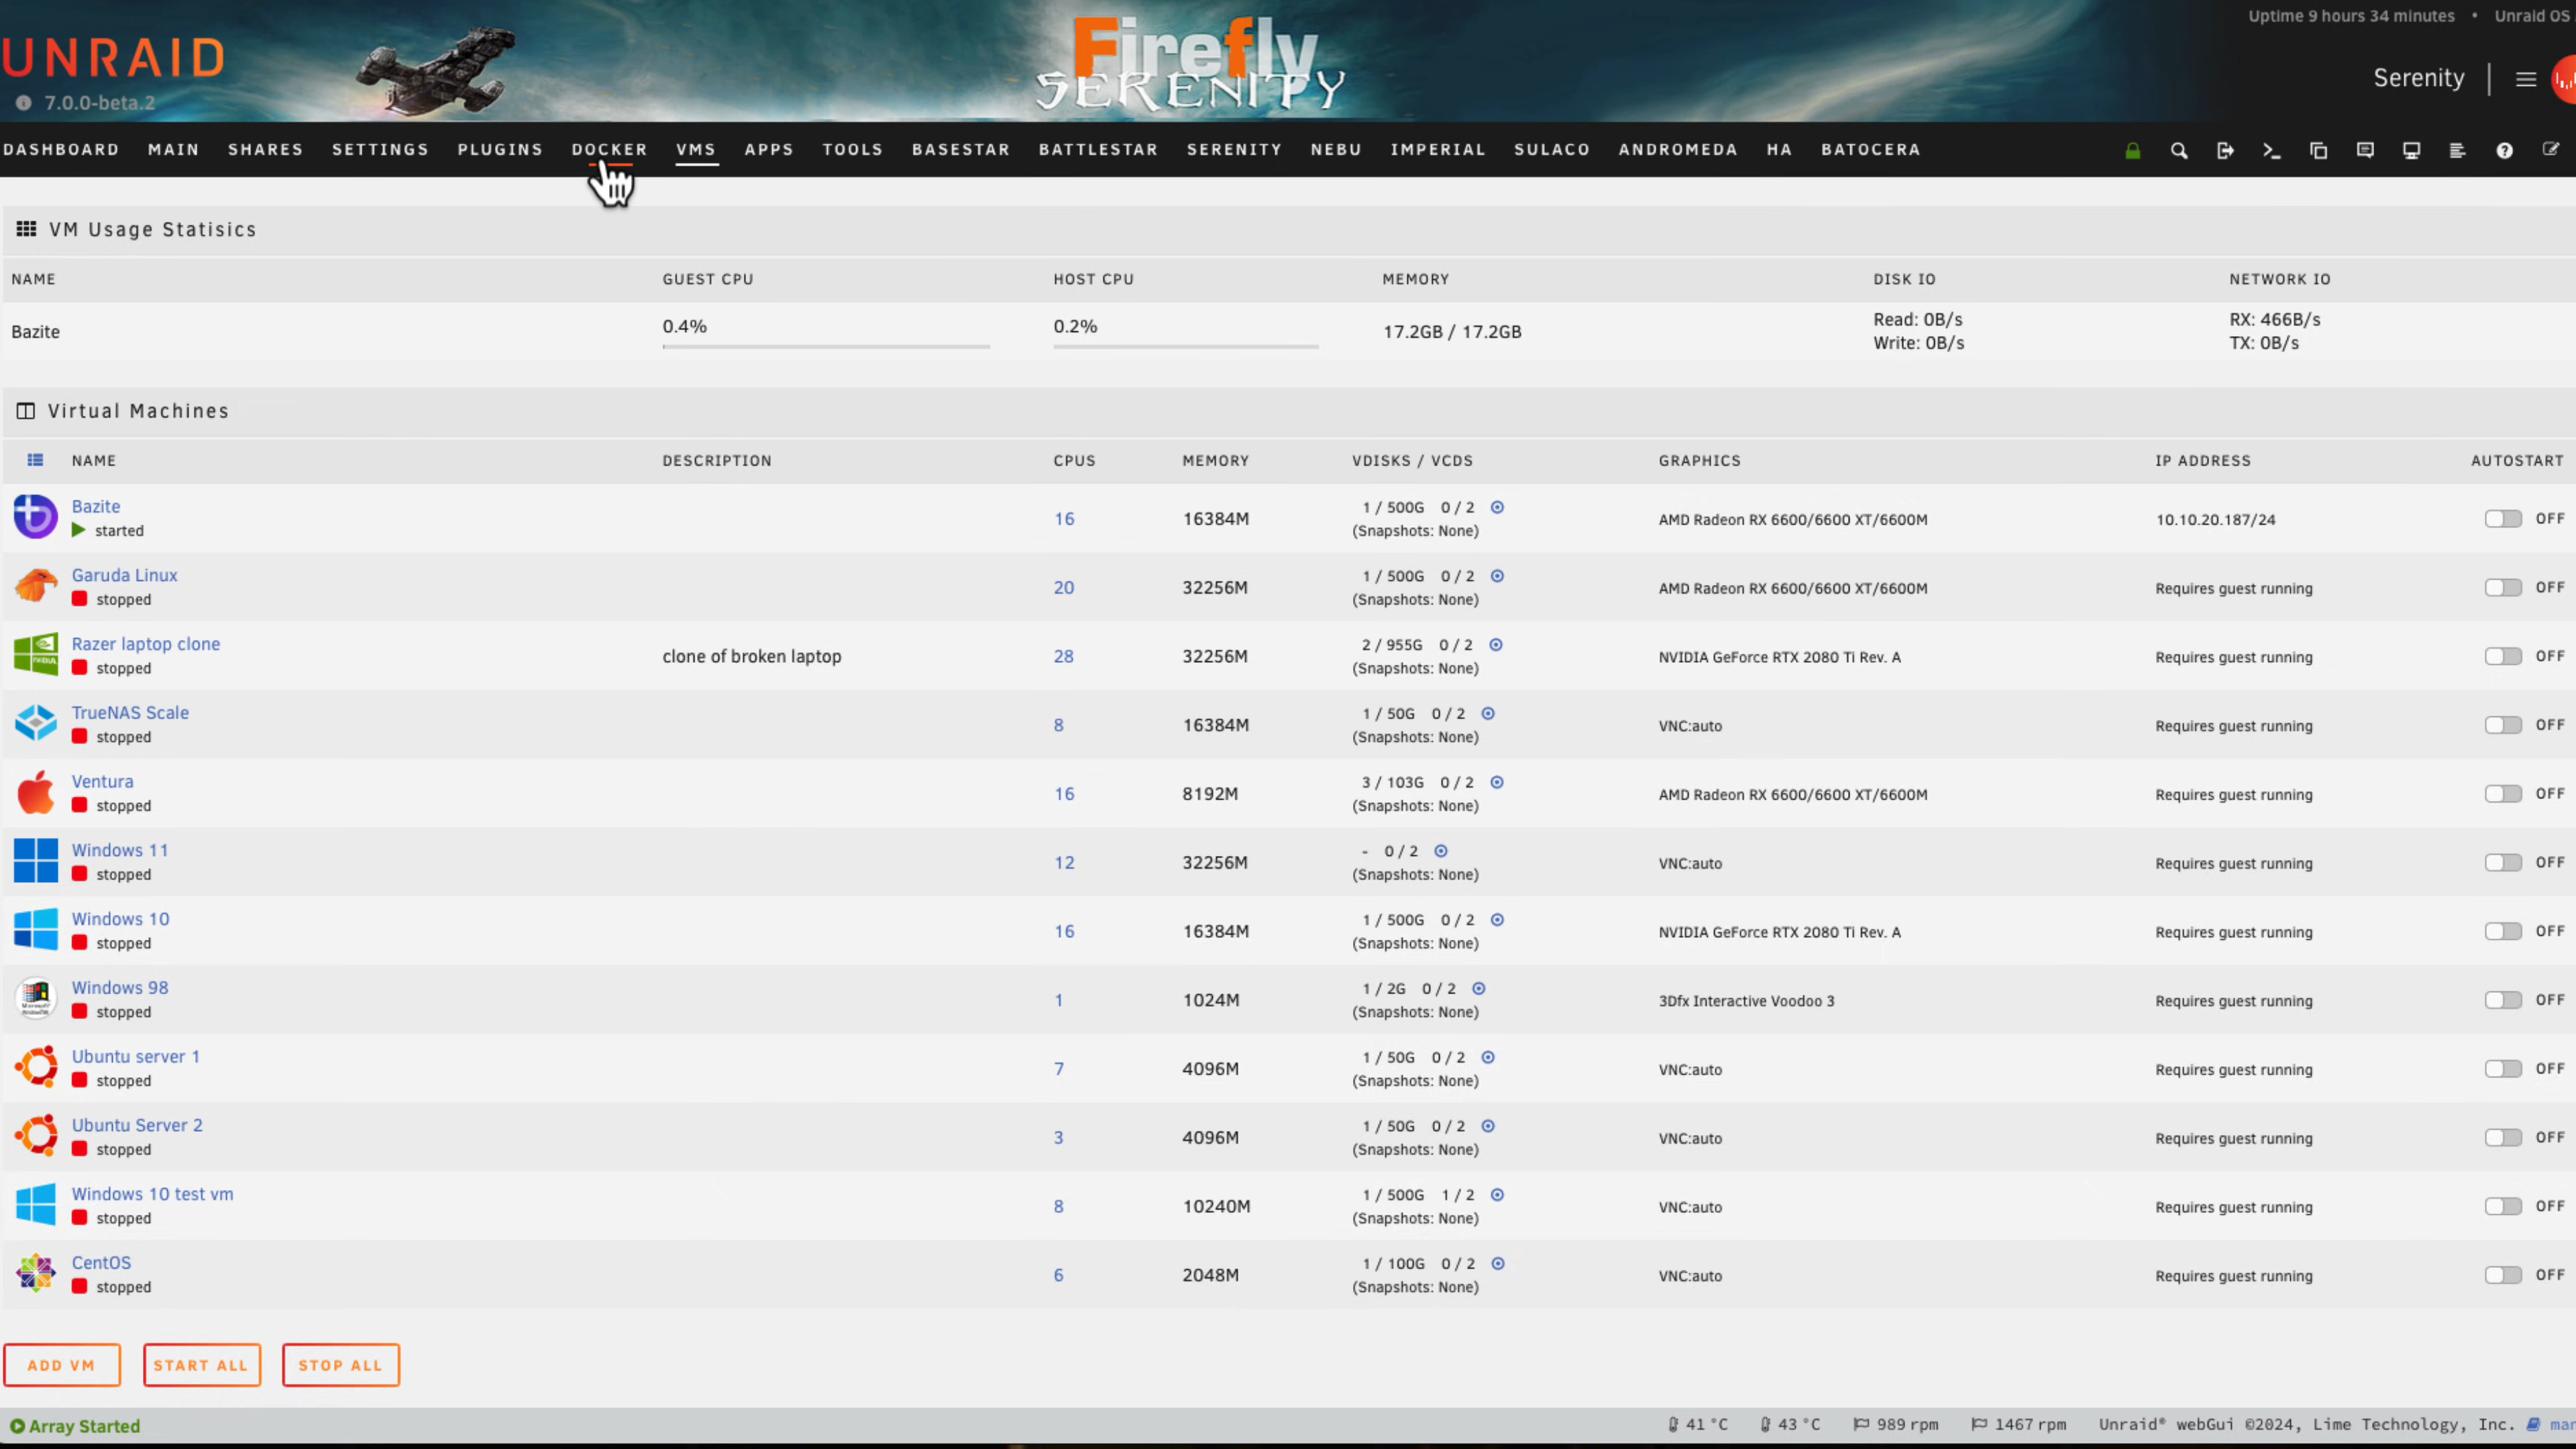 Uptime 9 hours 34 minutes • Unraid OS
UNRAID
7.0.0-beta.2
Firefly
SERENITY
Serenity
DASHBOARD MAIN SHARES SETTINGS PLUGINS DOCKER VMS APPS TOOLS BASESTAR BATTLESTAR SERENITY NEBU IMPERIAL SULACO ANDROMEDA HA BATOCERA
VM Usage Statisics
NAME GUEST CPU HOST CPU MEMORY DISK IO NETWORK IO
Bazite 0.4% 0.2% 17.2GB / 17.2GB Read: 0B/s RX: 466B/s
Write: 0B/s TX: 0B/s
Virtual Machines
NAME DESCRIPTION CPUS MEMORY VDISKS / VCDS GRAPHICS IP ADDRESS AUTOSTART
Bazite 16 16384M 1 / 500G 0 / 2 AMD Radeon RX 6600/6600 XT/6600M 10.10.20.187/24 OFF
started (Snapshots: None)
Garuda Linux 20 32256M 1 / 500G 0 / 2 AMD Radeon RX 6600/6600 XT/6600M Requires guest running OFF
stopped (Snapshots: None)
Razer laptop clone clone of broken laptop 28 32256M 2 / 955G 0 / 2 NVIDIA GeForce RTX 2080 Ti Rev. A Requires guest running OFF
stopped (Snapshots: None)
TrueNAS Scale 8 16384M 1 / 50G 0 / 2 VNC:auto Requires guest running OFF
stopped (Snapshots: None)
Ventura 16 8192M 3 / 103G 0 / 2 AMD Radeon RX 6600/6600 XT/6600M Requires guest running OFF
stopped (Snapshots: None)
Windows 11 12 32256M - 0 / 2 VNC:auto Requires guest running OFF
stopped (Snapshots: None)
Windows 10 16 16384M 1 / 500G 0 / 2 NVIDIA GeForce RTX 2080 Ti Rev. A Requires guest running OFF
stopped (Snapshots: None)
Windows 98 1 1024M 1 / 2G 0 / 2 3Dfx Interactive Voodoo 3 Requires guest running OFF
stopped (Snapshots: None)
Ubuntu server 1 7 4096M 1 / 50G 0 / 2 VNC:auto Requires guest running OFF
stopped (Snapshots: None)
Ubuntu Server 2 3 4096M 1 / 50G 0 / 2 VNC:auto Requires guest running OFF
stopped (Snapshots: None)
Windows 10 test vm 8 10240M 1 / 500G 1 / 2 VNC:auto Requires guest running OFF
stopped (Snapshots: None)
CentOS 6 2048M 1 / 100G 0 / 2 VNC:auto Requires guest running OFF
stopped (Snapshots: None)
ADD VM START ALL STOP ALL
Array Started 41 °C 43 °C 989 rpm 1467 rpm Unraid® webGui ©2024, Lime Technology, Inc.